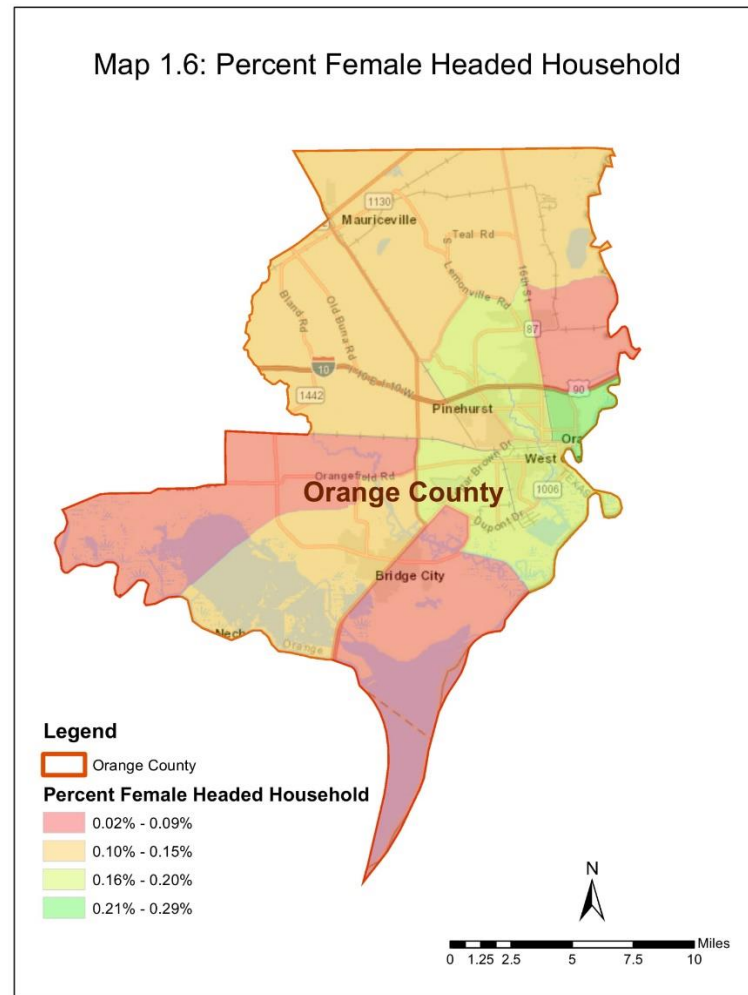 Map 1.6: Percent Female Headed Household
1130
Mauriceville
Teal Rd
Lemonville Rd
16th St
Bland Rd
Old Buna Rd
87
10
I-10-E
I-10-W
90
1442
Pinehurst
Ora
West
Orangefield Rd
Orange County
TEXAS
1006
Dupont Dr
Bridge City
Nech
Orange
Legend
Orange County
Percent Female Headed Household
0.02% - 0.09%
0.10% - 0.15%
0.16% - 0.20%
0.21% - 0.29%
N
Miles
0 1.25 2.5 5 7.5 10